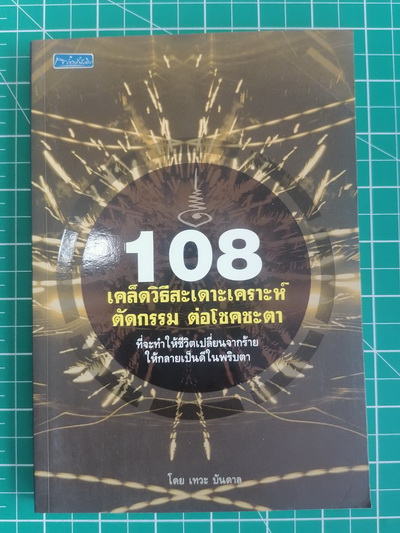 108
เคล็ดวิธีสะเดาะเคราะห์
ตัดกรรม ต่อโชคชะตา
ที่จะทำให้ชีวิตเปลี่ยนจากร้าย
ให้กลายเป็นดีในพริบตา
โดย เทวะ บันดาล